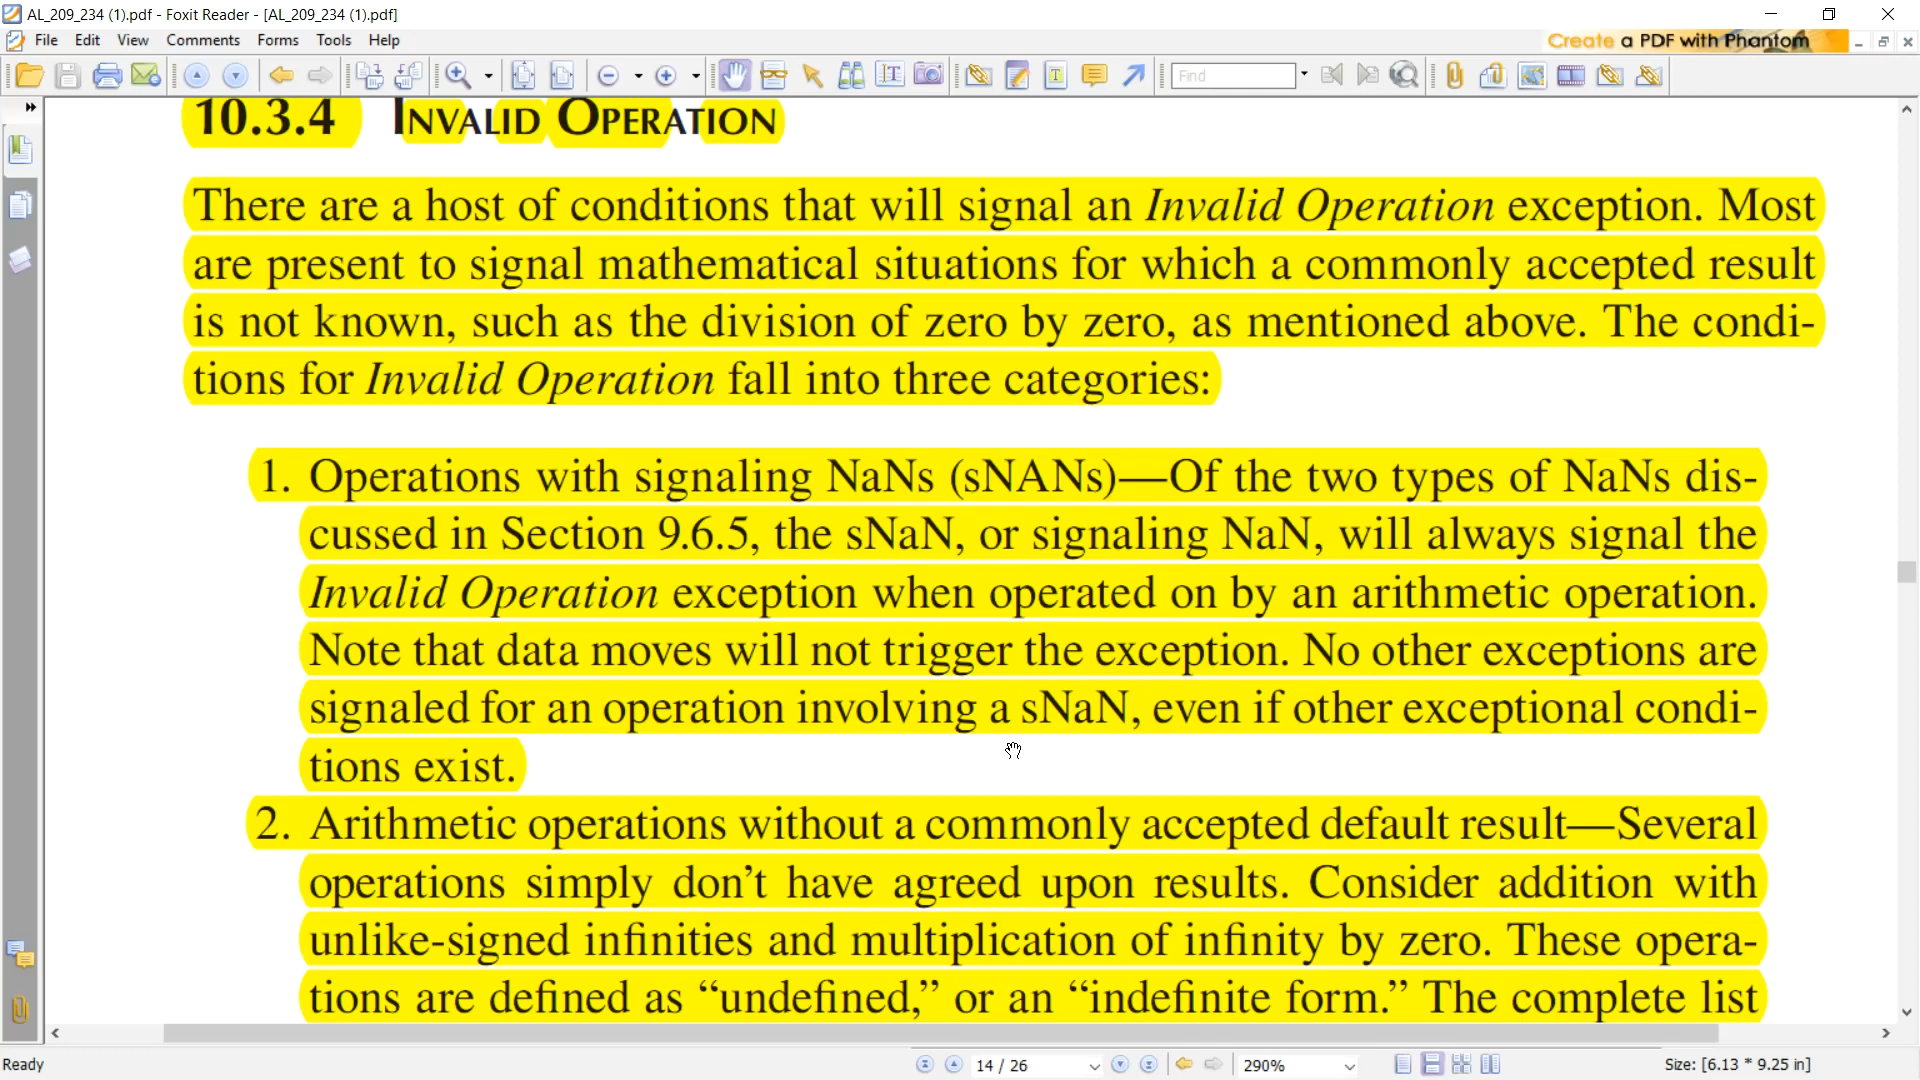 AL_209_234 (1).pdf - Foxit Reader - [AL_209_234 (1).pdf]
File Edit View Comments Forms Tools Help
Create a PDF with Phantom
Find
10.3.4 Invalid Operation
There are a host of conditions that will signal an Invalid Operation exception. Most
are present to signal mathematical situations for which a commonly accepted result
is not known, such as the division of zero by zero, as mentioned above. The condi-
tions for Invalid Operation fall into three categories:
1. Operations with signaling NaNs (sNANs)—Of the two types of NaNs dis-
cussed in Section 9.6.5, the sNaN, or signaling NaN, will always signal the
Invalid Operation exception when operated on by an arithmetic operation.
Note that data moves will not trigger the exception. No other exceptions are
signaled for an operation involving a sNaN, even if other exceptional condi-
tions exist.
2. Arithmetic operations without a commonly accepted default result—Several
operations simply don't have agreed upon results. Consider addition with
unlike-signed infinities and multiplication of infinity by zero. These opera-
tions are defined as “undefined,” or an “indefinite form.” The complete list
Ready
14 / 26
290%
Size: [6.13 * 9.25 in]